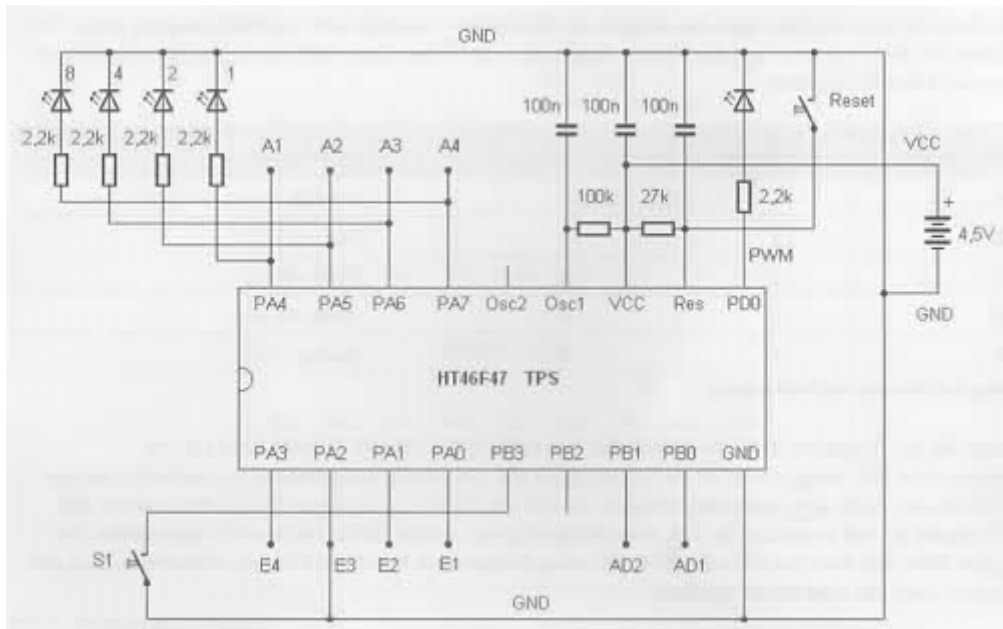 GND
8 4 2 1
100n 100n 100n
Reset
2,2k 2,2k 2,2k 2,2k
A1 A2 A3 A4
VCC
100k 27k 2,2k
+
4,5V
PWM
PA4 PA5 PA6 PA7 Osc2 Osc1 VCC Res PD0
GND
HT46F47 TPS
PA3 PA2 PA1 PA0 PB3 PB2 PB1 PB0 GND
S1
E4 E3 E2 E1 AD2 AD1
GND